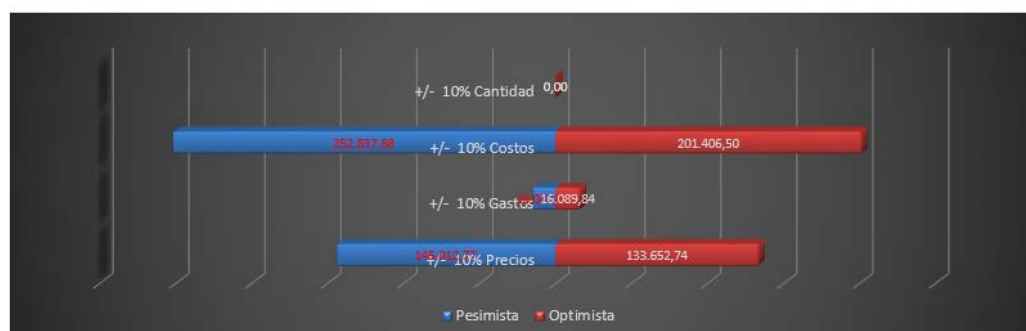 +/- 10% Cantidad 0,00
252.837,88 +/- 10% Costos 201.406,50
+/- 10% Gastos 16.089,84
+/- 10% Precios 133.652,74
Pesimista Optimista